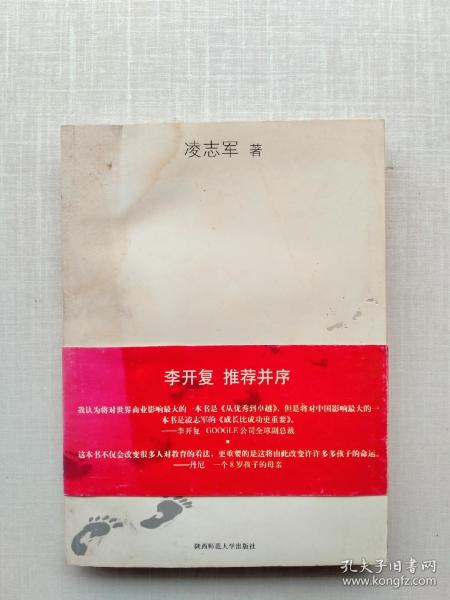 凌志军 著
李开复 推荐并序
我认为将对世界商业影响最大的一本书是《从优秀到卓越》，但是将对中国影响最大的一
本书是凌志军的《成长比成功更重要》。
——李开复 GOOGLE公司全球副总裁
这本书不仅会改变很多人对教育的看法，更重要的是这将由此改变许许多多孩子的命运。
——丹尼 一个8岁孩子的母亲
陕西师范大学出版社
孔夫子旧书网
www.kongfz.com